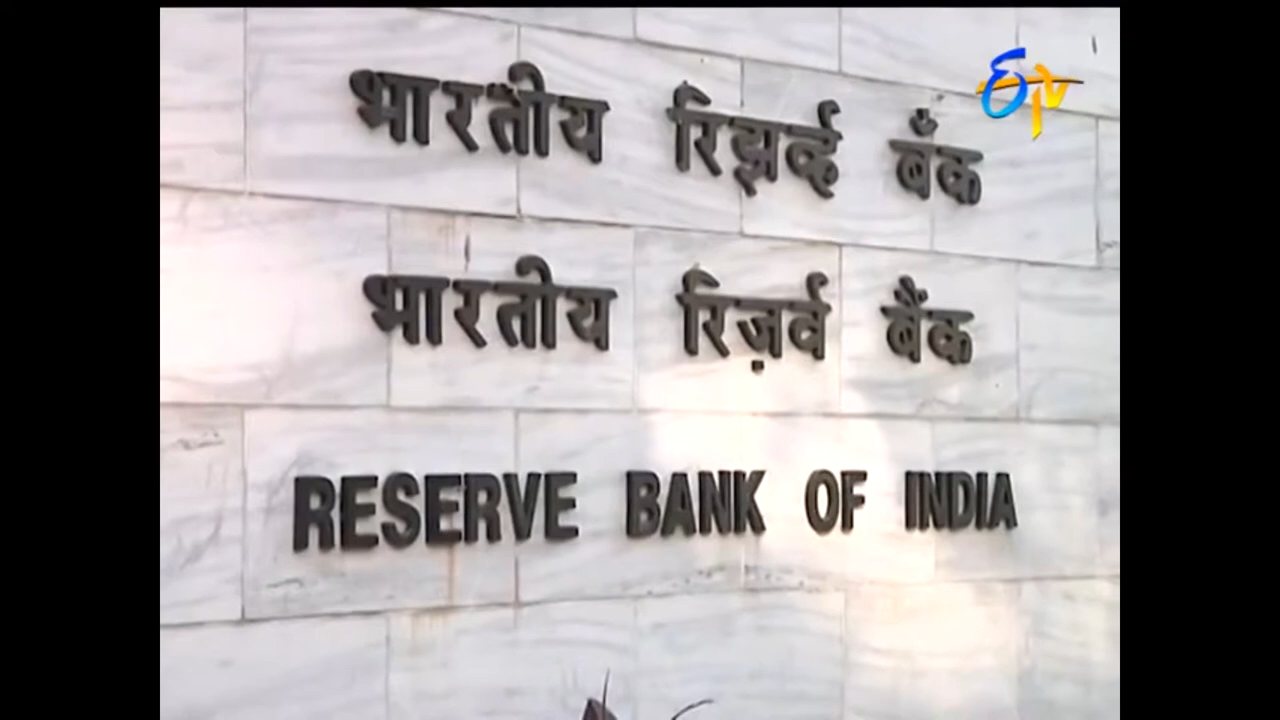 भारतीय रिझर्व्ह बँक
भारतीय रिज़र्व बैंक
RESERVE BANK OF INDIA
ETV